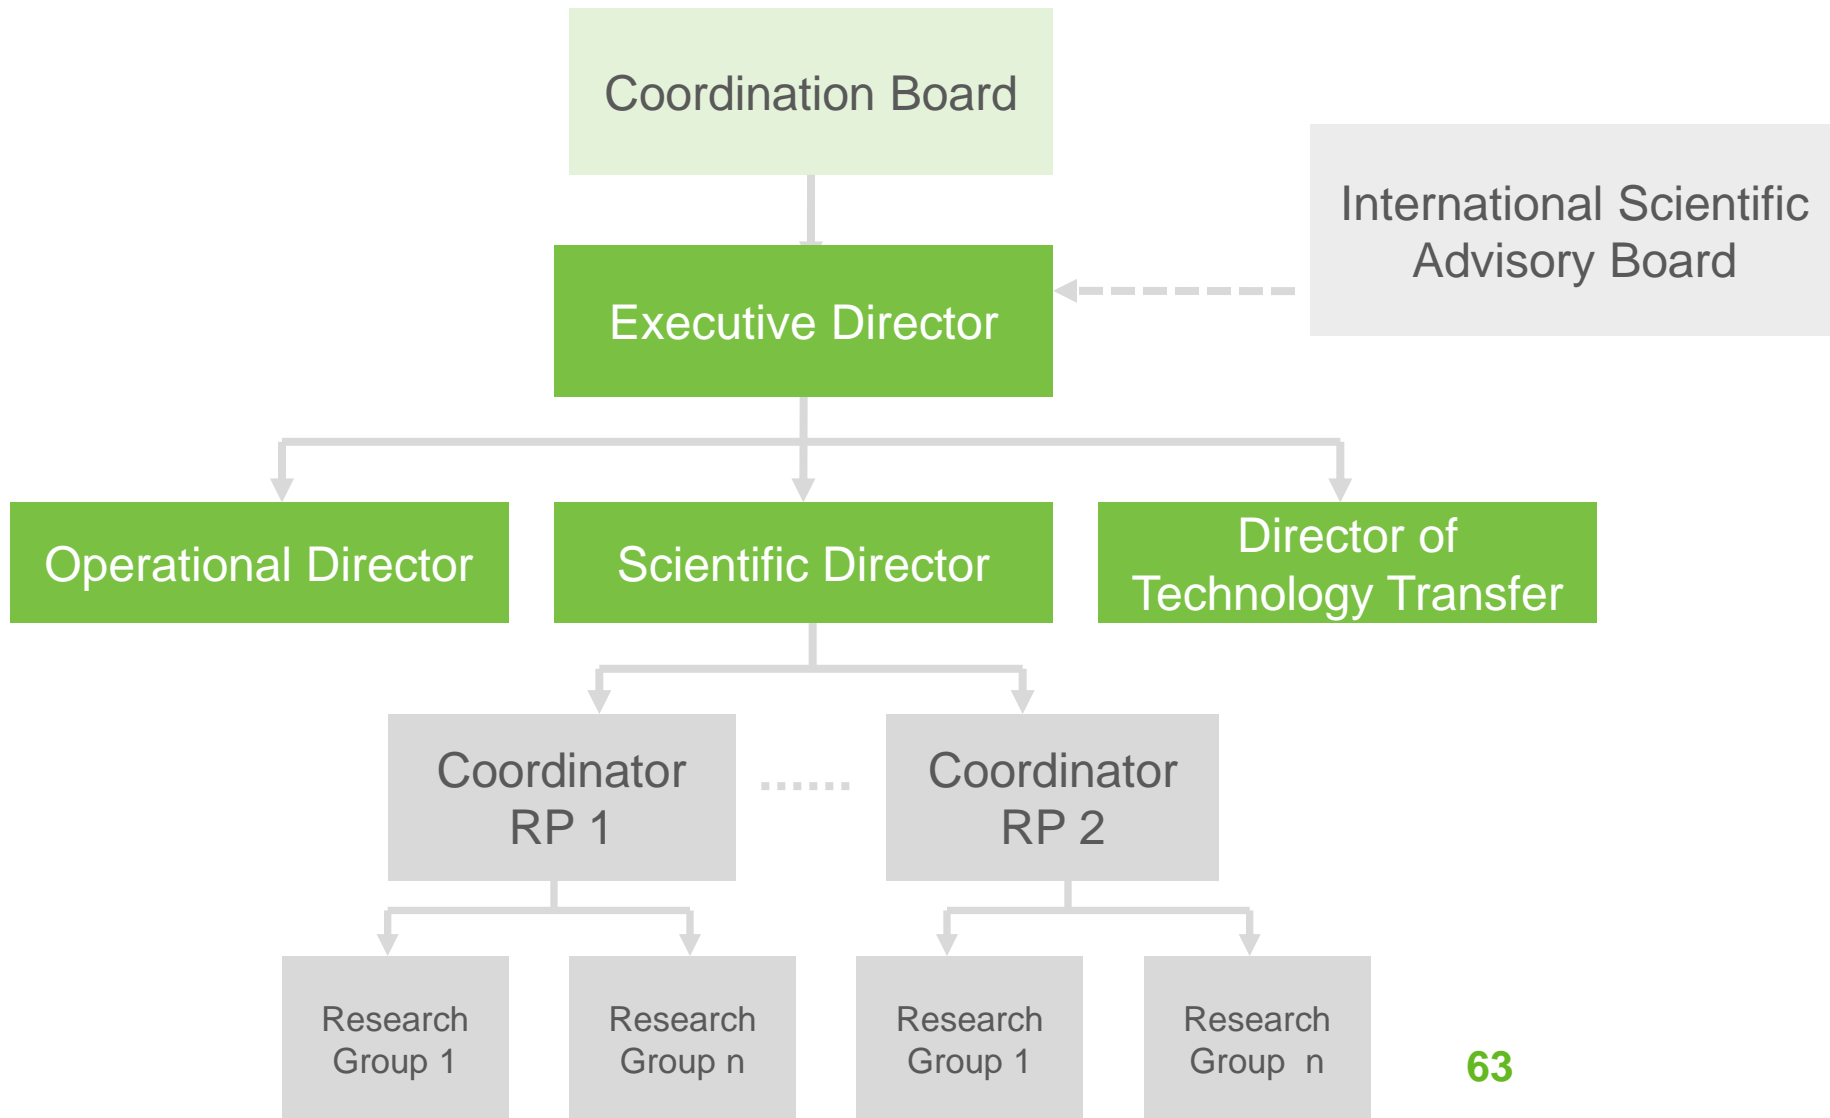 Coordination Board
International Scientific
Advisory Board
Executive Director
Operational Director
Scientific Director
Director of
Technology Transfer
Coordinator
RP 1
Coordinator
RP 2
Research
Group 1
Research
Group n
Research
Group 1
Research
Group n
63